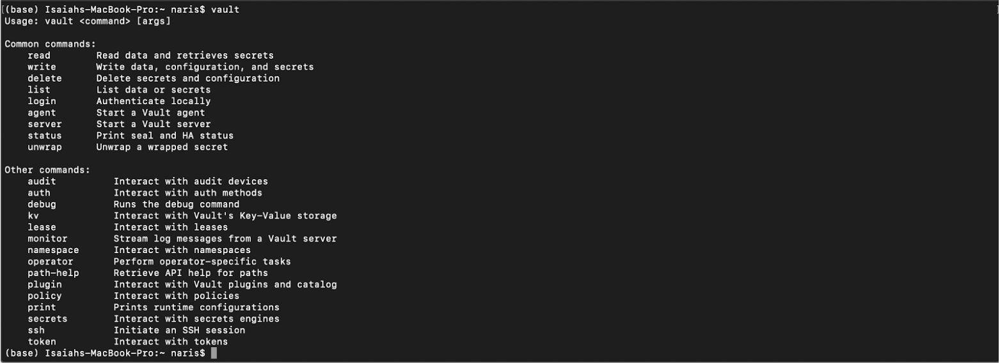 [(base) Isaiahs-MacBook-Pro:~ naris$ vault ]
Usage: vault <command> [args]

Common commands:
    read        Read data and retrieves secrets
    write       Write data, configuration, and secrets
    delete      Delete secrets and configuration
    list        List data or secrets
    login       Authenticate locally
    agent       Start a Vault agent
    server      Start a Vault server
    status      Print seal and HA status
    unwrap      Unwrap a wrapped secret

Other commands:
    audit          Interact with audit devices
    auth           Interact with auth methods
    debug          Runs the debug command
    kv             Interact with Vault's Key-Value storage
    lease          Interact with leases
    monitor        Stream log messages from a Vault server
    namespace      Interact with namespaces
    operator       Perform operator-specific tasks
    path-help      Retrieve API help for paths
    plugin         Interact with Vault plugins and catalog
    policy         Interact with policies
    print          Prints runtime configurations
    secrets        Interact with secrets engines
    ssh            Initiate an SSH session
    token          Interact with tokens
(base) Isaiahs-MacBook-Pro:~ naris$